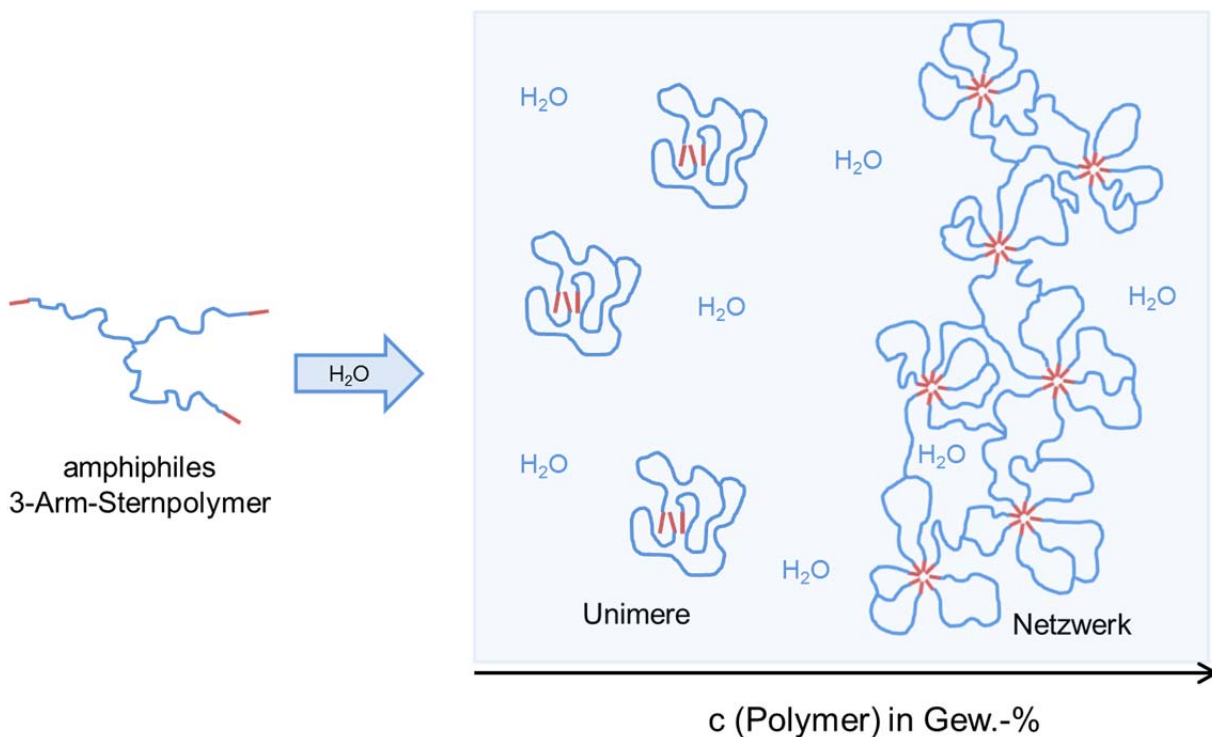 amphiphiles
3-Arm-Sternpolymer
H₂O
H₂O
H₂O
H₂O
H₂O
H₂O
H₂O
H₂O
Unimere
Netzwerk
c (Polymer) in Gew.-%